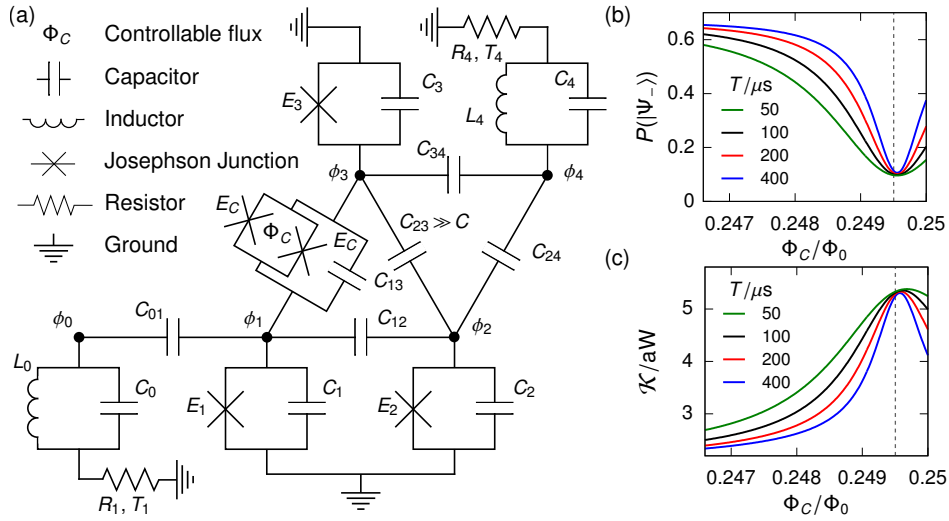 (a)
Φ_C Controllable flux
Capacitor
Inductor
Josephson Junction
Resistor
Ground
E_3
C_3
R_4, T_4
L_4
C_4
ϕ_3
C_34
ϕ_4
E_C
Φ_C
E_C
C_13
C_23 ≫ C
C_24
ϕ_0
C_01
ϕ_1
C_12
ϕ_2
L_0
C_0
E_1
C_1
E_2
C_2
R_1, T_1
(b)
P(|Ψ_−⟩)
0.6
0.4
0.2
0
T/μs
50
100
200
400
0.247 0.248 0.249 0.25
Φ_C/Φ_0
(c)
𝒦/aW
5
4
3
T/μs
50
100
200
400
0.247 0.248 0.249 0.25
Φ_C/Φ_0